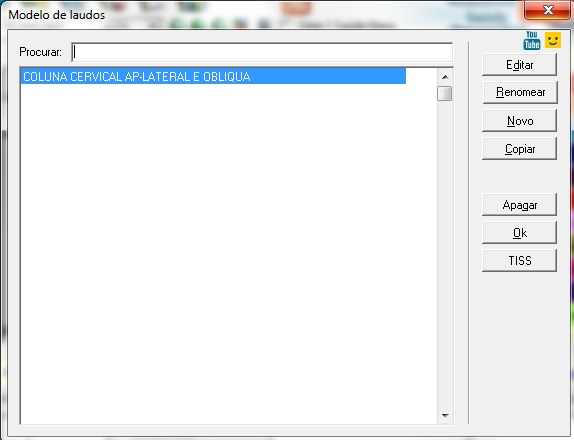 Modelo de laudos
Procurar:
You
Tube
COLUNA CERVICAL AP-LATERAL E OBLIQUA
Editar
Renomear
Novo
Copiar
Apagar
Ok
TISS